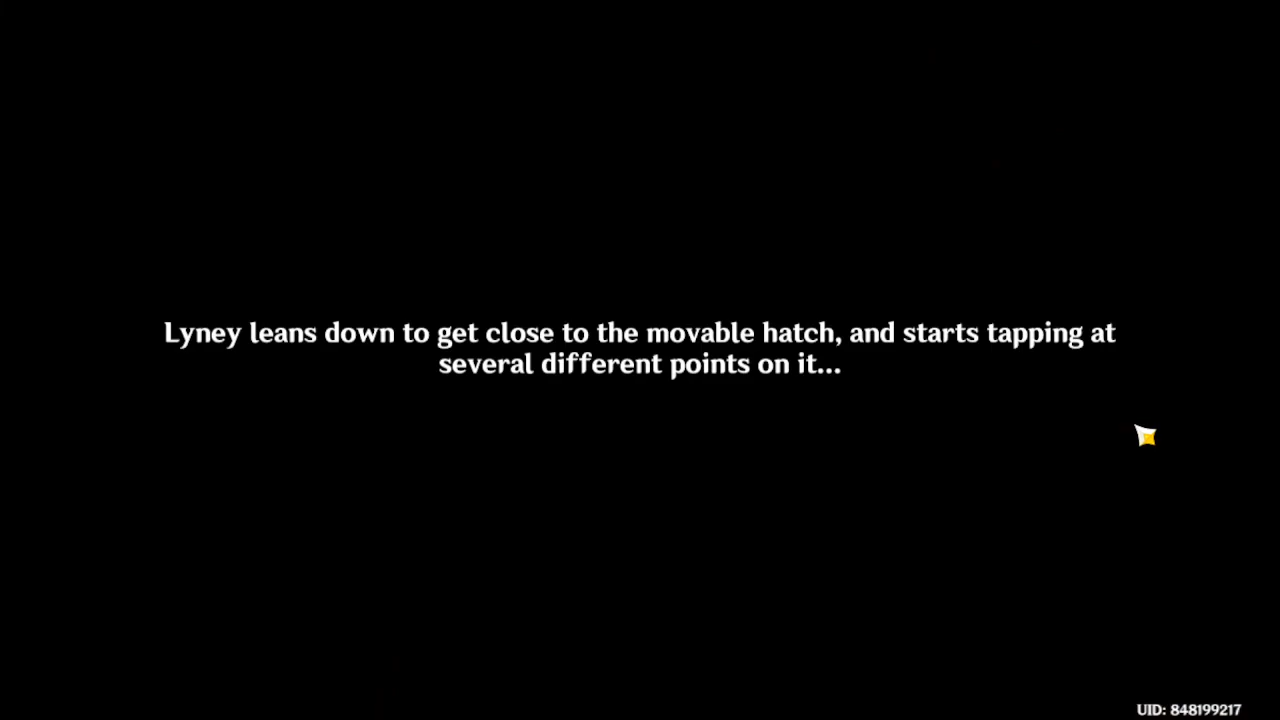 Lyney leans down to get close to the movable hatch, and starts tapping at
several different points on it...
UID: 848199217